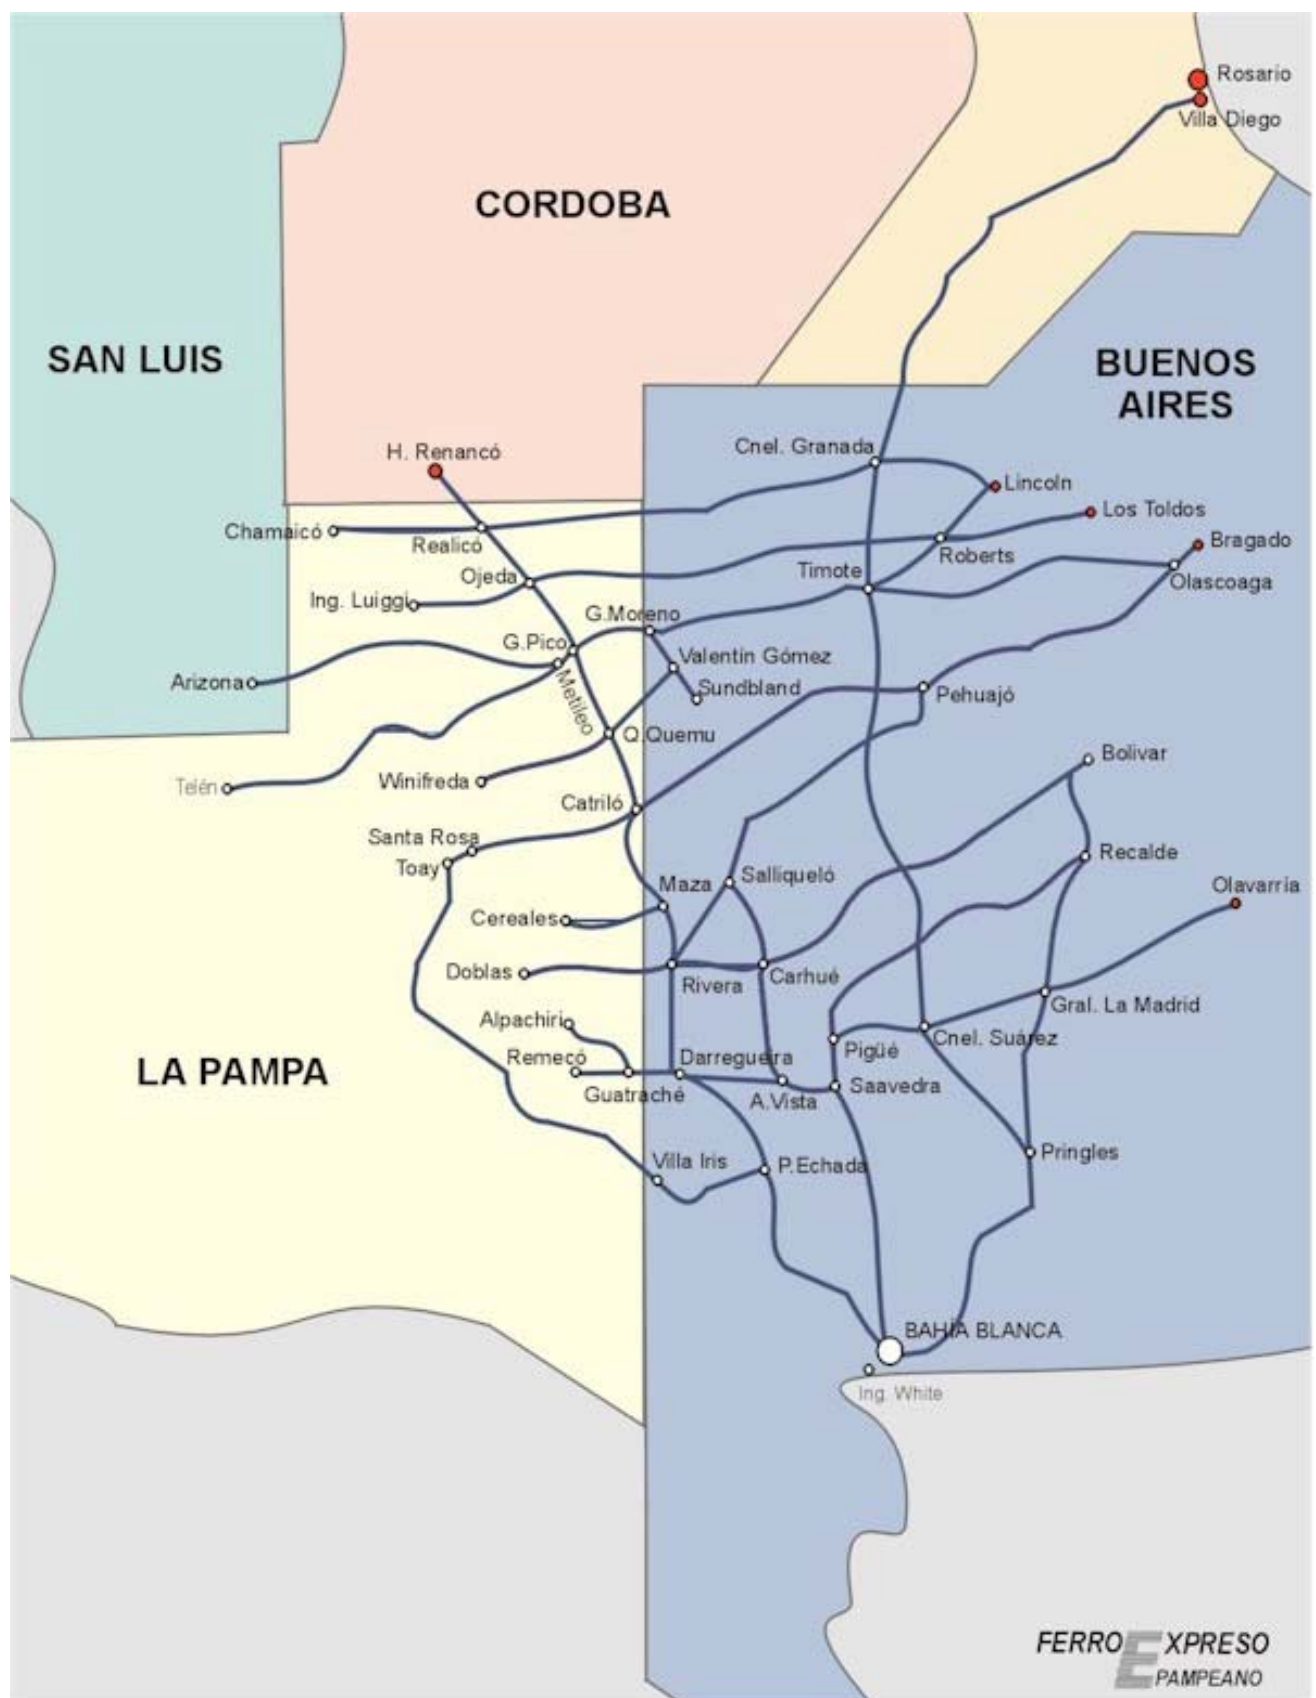 Rosario
Villa Diego
CORDOBA
SAN LUIS
BUENOS
AIRES
Cnel. Granada
H. Renancó
Lincoln
Los Toldos
Chamaicó
Realicó
Bragado
Roberts
Ojeda
Timote
Olascoaga
Ing. Luiggi
G.Moreno
G.Pico
Valentín Gómez
Arizona
Metileo
Sundbland
Pehuajó
Q.Quemu
Bolivar
Telén
Winifreda
Catriló
Santa Rosa
Recalde
Toay
Salliqueló
Maza
Olavarría
Cereales
Doblas
Rivera
Carhué
Gral. La Madrid
Alpachiri
Cnel. Suárez
Pigüé
Remecó
Darregueira
LA PAMPA
Guatraché
A.Vista
Saavedra
Villa Iris
P.Echada
Pringles
BAHÍA BLANCA
Ing. White
FERROEXPRESO
PAMPEANO